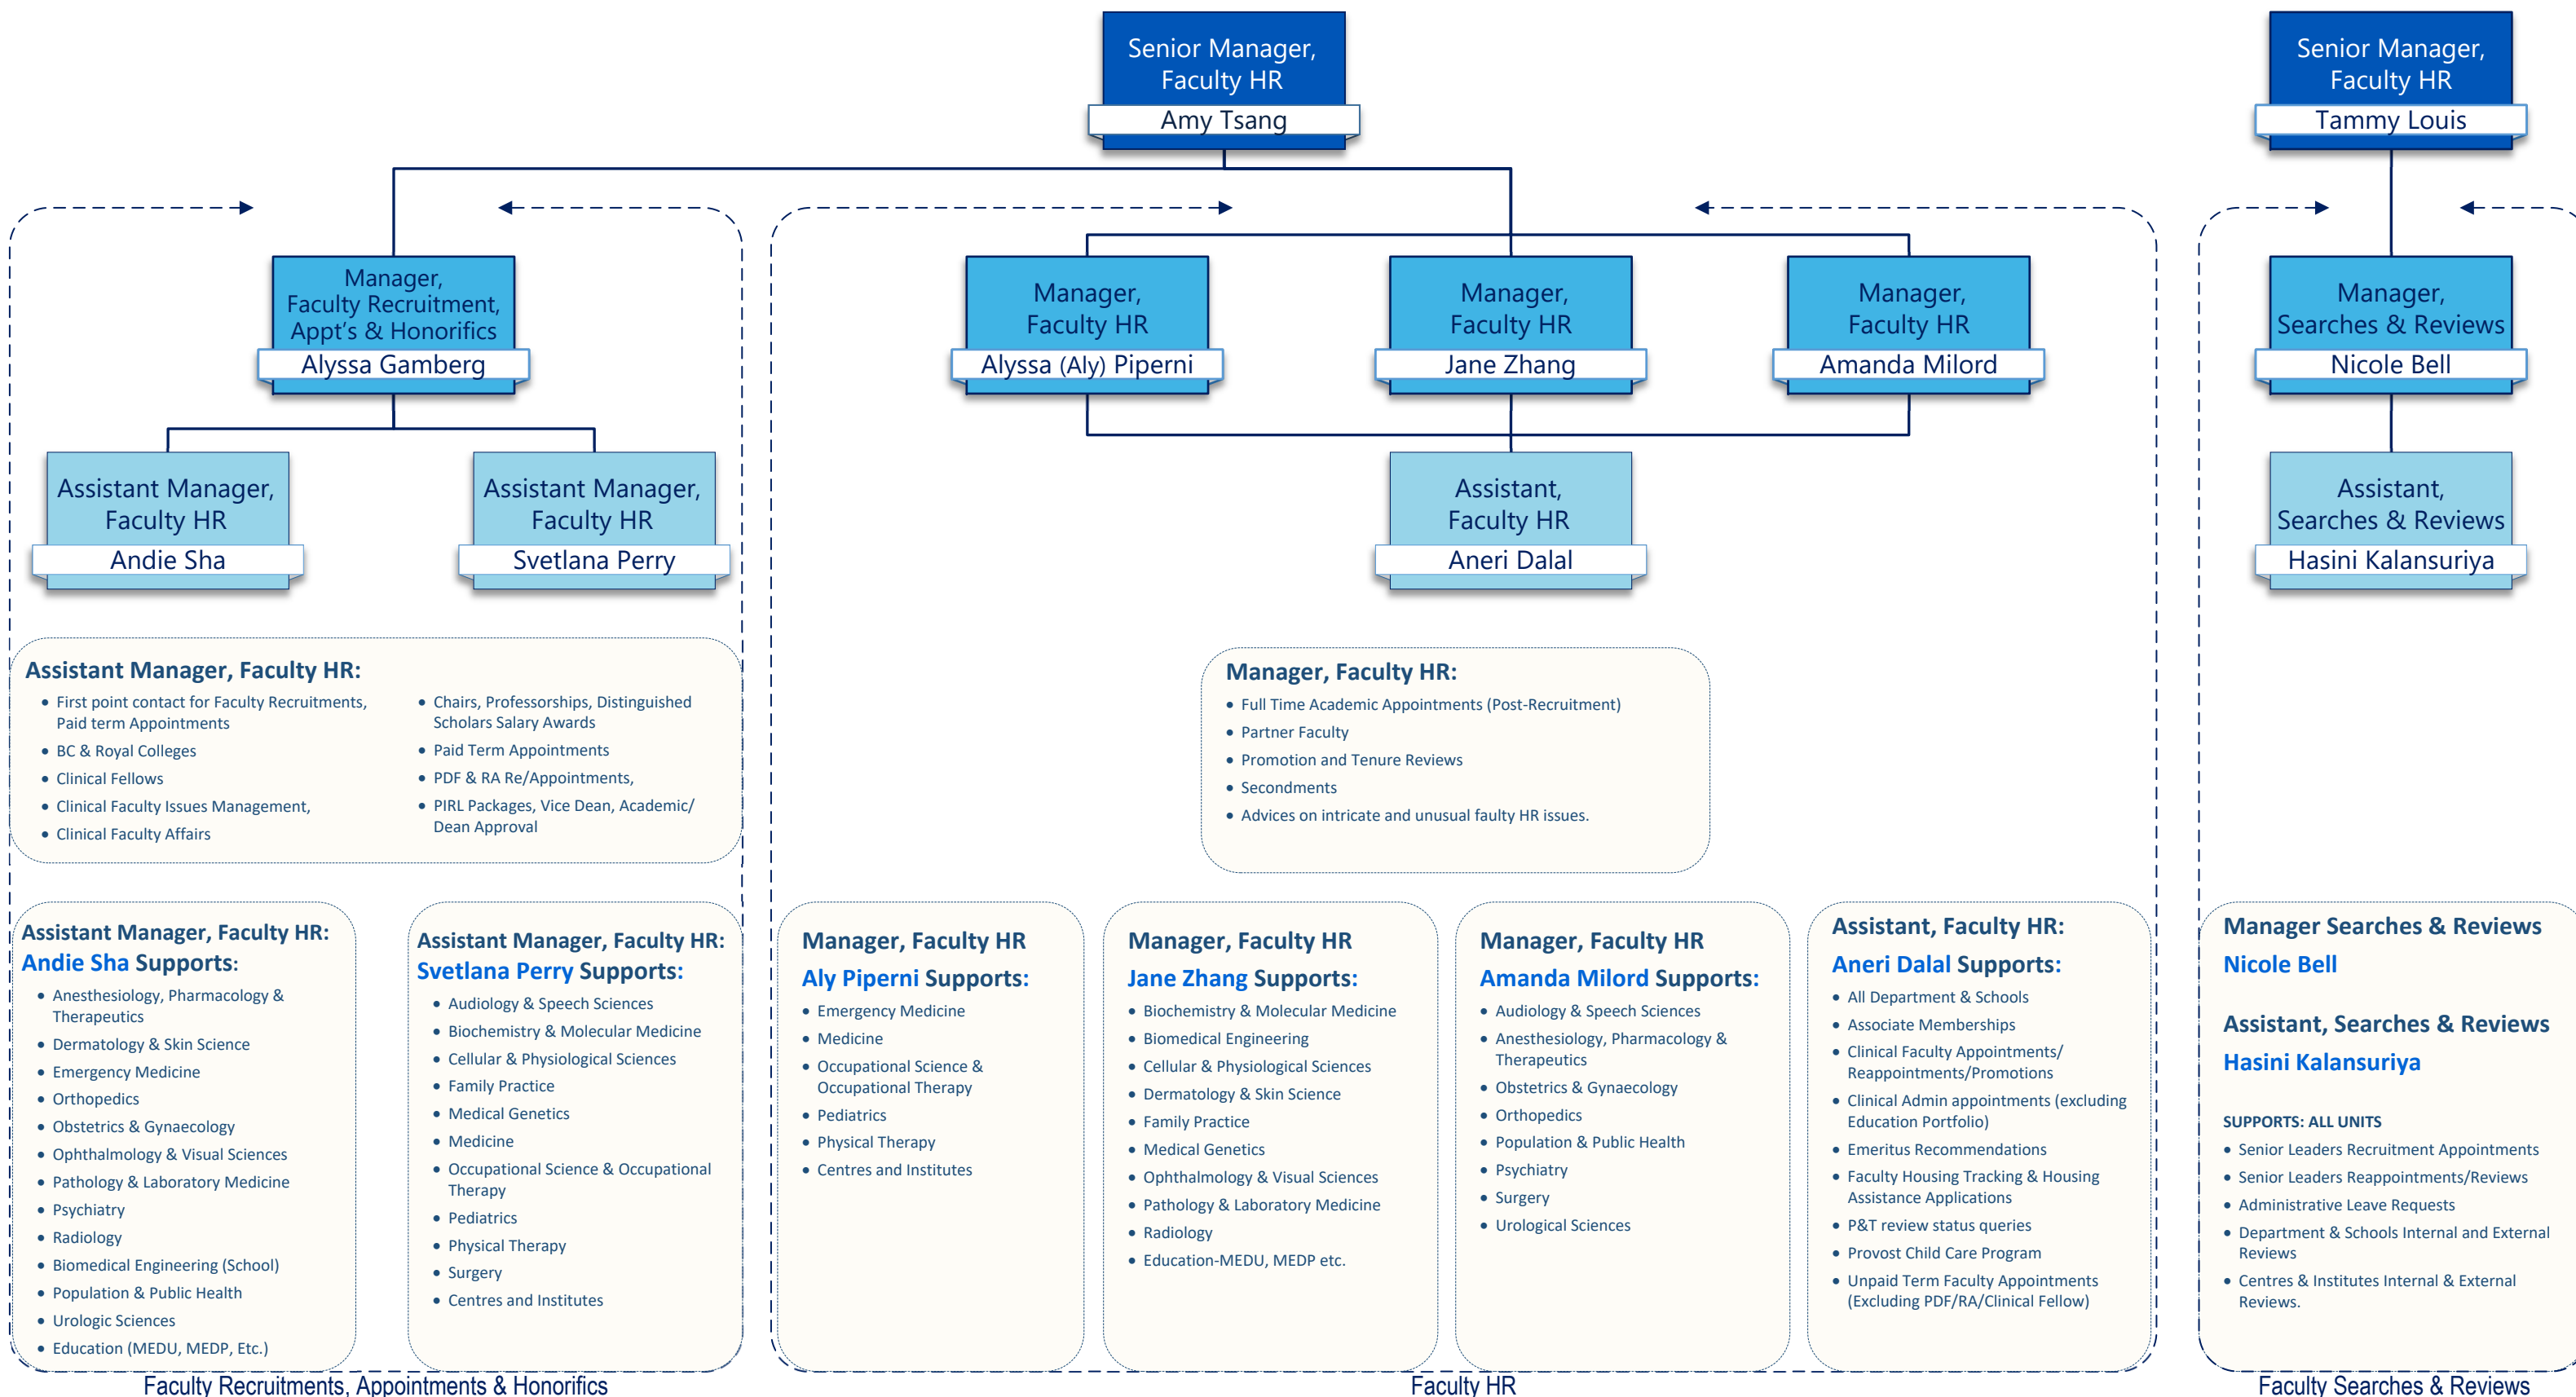 Senior Manager,
Faculty HR
Amy Tsang
Senior Manager,
Faculty HR
Tammy Louis
Manager,
Faculty Recruitment,
Appt's & Honorifics
Alyssa Gamberg
Manager,
Faculty HR
Alyssa (Aly) Piperni
Manager,
Faculty HR
Jane Zhang
Manager,
Faculty HR
Amanda Milord
Manager,
Searches & Reviews
Nicole Bell
Assistant Manager,
Faculty HR
Andie Sha
Assistant Manager,
Faculty HR
Svetlana Perry
Assistant,
Faculty HR
Aneri Dalal
Assistant,
Searches & Reviews
Hasini Kalansuriya
Assistant Manager, Faculty HR:
• First point contact for Faculty Recruitments,
Paid term Appointments
• BC & Royal Colleges
• Clinical Fellows
• Clinical Faculty Issues Management,
• Clinical Faculty Affairs
• Chairs, Professorships, Distinguished
Scholars Salary Awards
• Paid Term Appointments
• PDF & RA Re/Appointments,
• PIRL Packages, Vice Dean, Academic/
Dean Approval
Manager, Faculty HR:
• Full Time Academic Appointments (Post-Recruitment)
• Partner Faculty
• Promotion and Tenure Reviews
• Secondments
• Advices on intricate and unusual faulty HR issues.
Assistant Manager, Faculty HR:
Andie Sha Supports:
• Anesthesiology, Pharmacology &
Therapeutics
• Dermatology & Skin Science
• Emergency Medicine
• Orthopedics
• Obstetrics & Gynaecology
• Ophthalmology & Visual Sciences
• Pathology & Laboratory Medicine
• Psychiatry
• Radiology
• Biomedical Engineering (School)
• Population & Public Health
• Urologic Sciences
• Education (MEDU, MEDP, Etc.)
Assistant Manager, Faculty HR:
Svetlana Perry Supports:
• Audiology & Speech Sciences
• Biochemistry & Molecular Medicine
• Cellular & Physiological Sciences
• Family Practice
• Medical Genetics
• Medicine
• Occupational Science & Occupational
Therapy
• Pediatrics
• Physical Therapy
• Surgery
• Centres and Institutes
Manager, Faculty HR
Aly Piperni Supports:
• Emergency Medicine
• Medicine
• Occupational Science &
Occupational Therapy
• Pediatrics
• Physical Therapy
• Centres and Institutes
Manager, Faculty HR
Jane Zhang Supports:
• Biochemistry & Molecular Medicine
• Biomedical Engineering
• Cellular & Physiological Sciences
• Dermatology & Skin Science
• Family Practice
• Medical Genetics
• Ophthalmology & Visual Sciences
• Pathology & Laboratory Medicine
• Radiology
• Education-MEDU, MEDP etc.
Manager, Faculty HR
Amanda Milord Supports:
• Audiology & Speech Sciences
• Anesthesiology, Pharmacology &
Therapeutics
• Obstetrics & Gynaecology
• Orthopedics
• Population & Public Health
• Psychiatry
• Surgery
• Urological Sciences
Assistant, Faculty HR:
Aneri Dalal Supports:
• All Department & Schools
• Associate Memberships
• Clinical Faculty Appointments/
Reappointments/Promotions
• Clinical Admin appointments (excluding
Education Portfolio)
• Emeritus Recommendations
• Faculty Housing Tracking & Housing
Assistance Applications
• P&T review status queries
• Provost Child Care Program
• Unpaid Term Faculty Appointments
(Excluding PDF/RA/Clinical Fellow)
Manager Searches & Reviews
Nicole Bell
Assistant, Searches & Reviews
Hasini Kalansuriya
SUPPORTS: ALL UNITS
• Senior Leaders Recruitment Appointments
• Senior Leaders Reappointments/Reviews
• Administrative Leave Requests
• Department & Schools Internal and External
Reviews
• Centres & Institutes Internal & External
Reviews.
Faculty Recruitments, Appointments & Honorifics
Faculty HR
Faculty Searches & Reviews